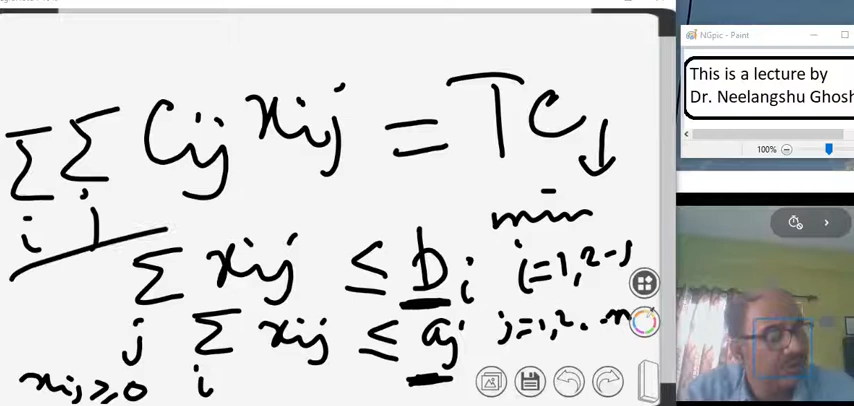 NGpic - Paint
This is a lecture by
Dr. Neelangshu Ghosh
100%
Σ Σ Cij xij = TC ↓
i j
min
Σ xij ≤ bi i=1,2-
j
Σ xij ≤ aj j=1,2. -n
i
xij ≥ 0